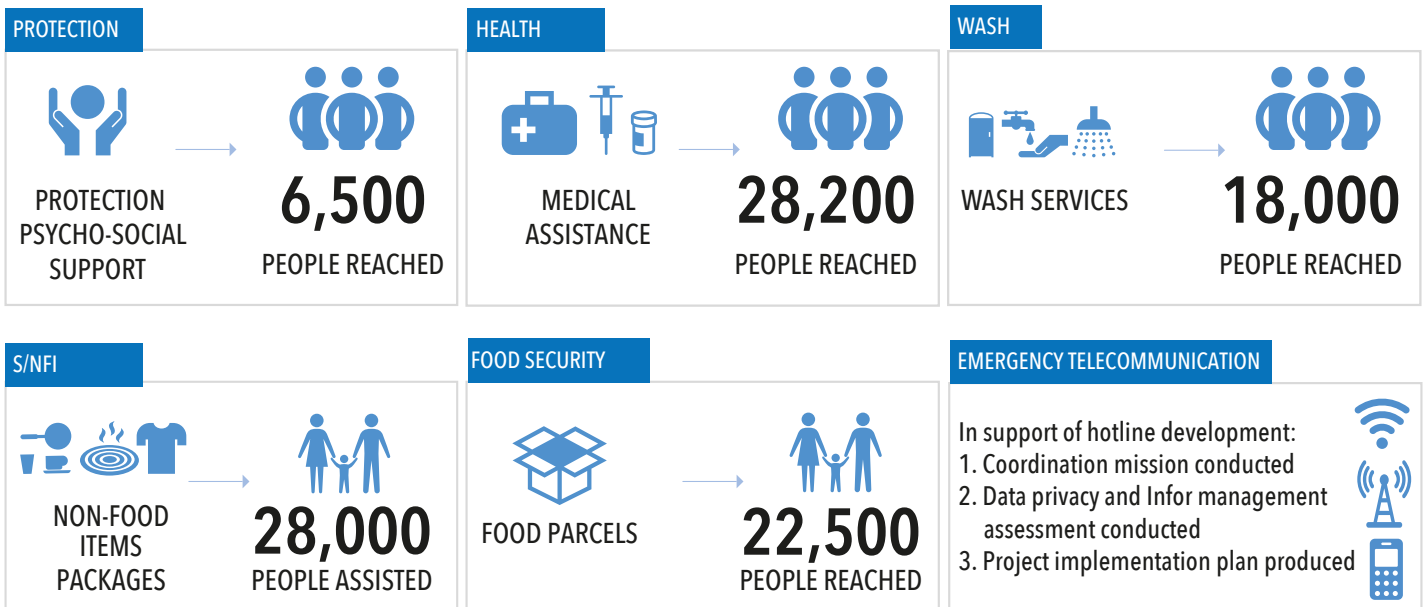 PROTECTION
PROTECTION
PSYCHO-SOCIAL
SUPPORT
6,500
PEOPLE REACHED
HEALTH
MEDICAL
ASSISTANCE
28,200
PEOPLE REACHED
WASH
WASH SERVICES
18,000
PEOPLE REACHED
S/NFI
NON-FOOD
ITEMS
PACKAGES
28,000
PEOPLE ASSISTED
FOOD SECURITY
FOOD PARCELS
22,500
PEOPLE REACHED
EMERGENCY TELECOMMUNICATION
In support of hotline development:
1. Coordination mission conducted
2. Data privacy and Infor management
assessment conducted
3. Project implementation plan produced